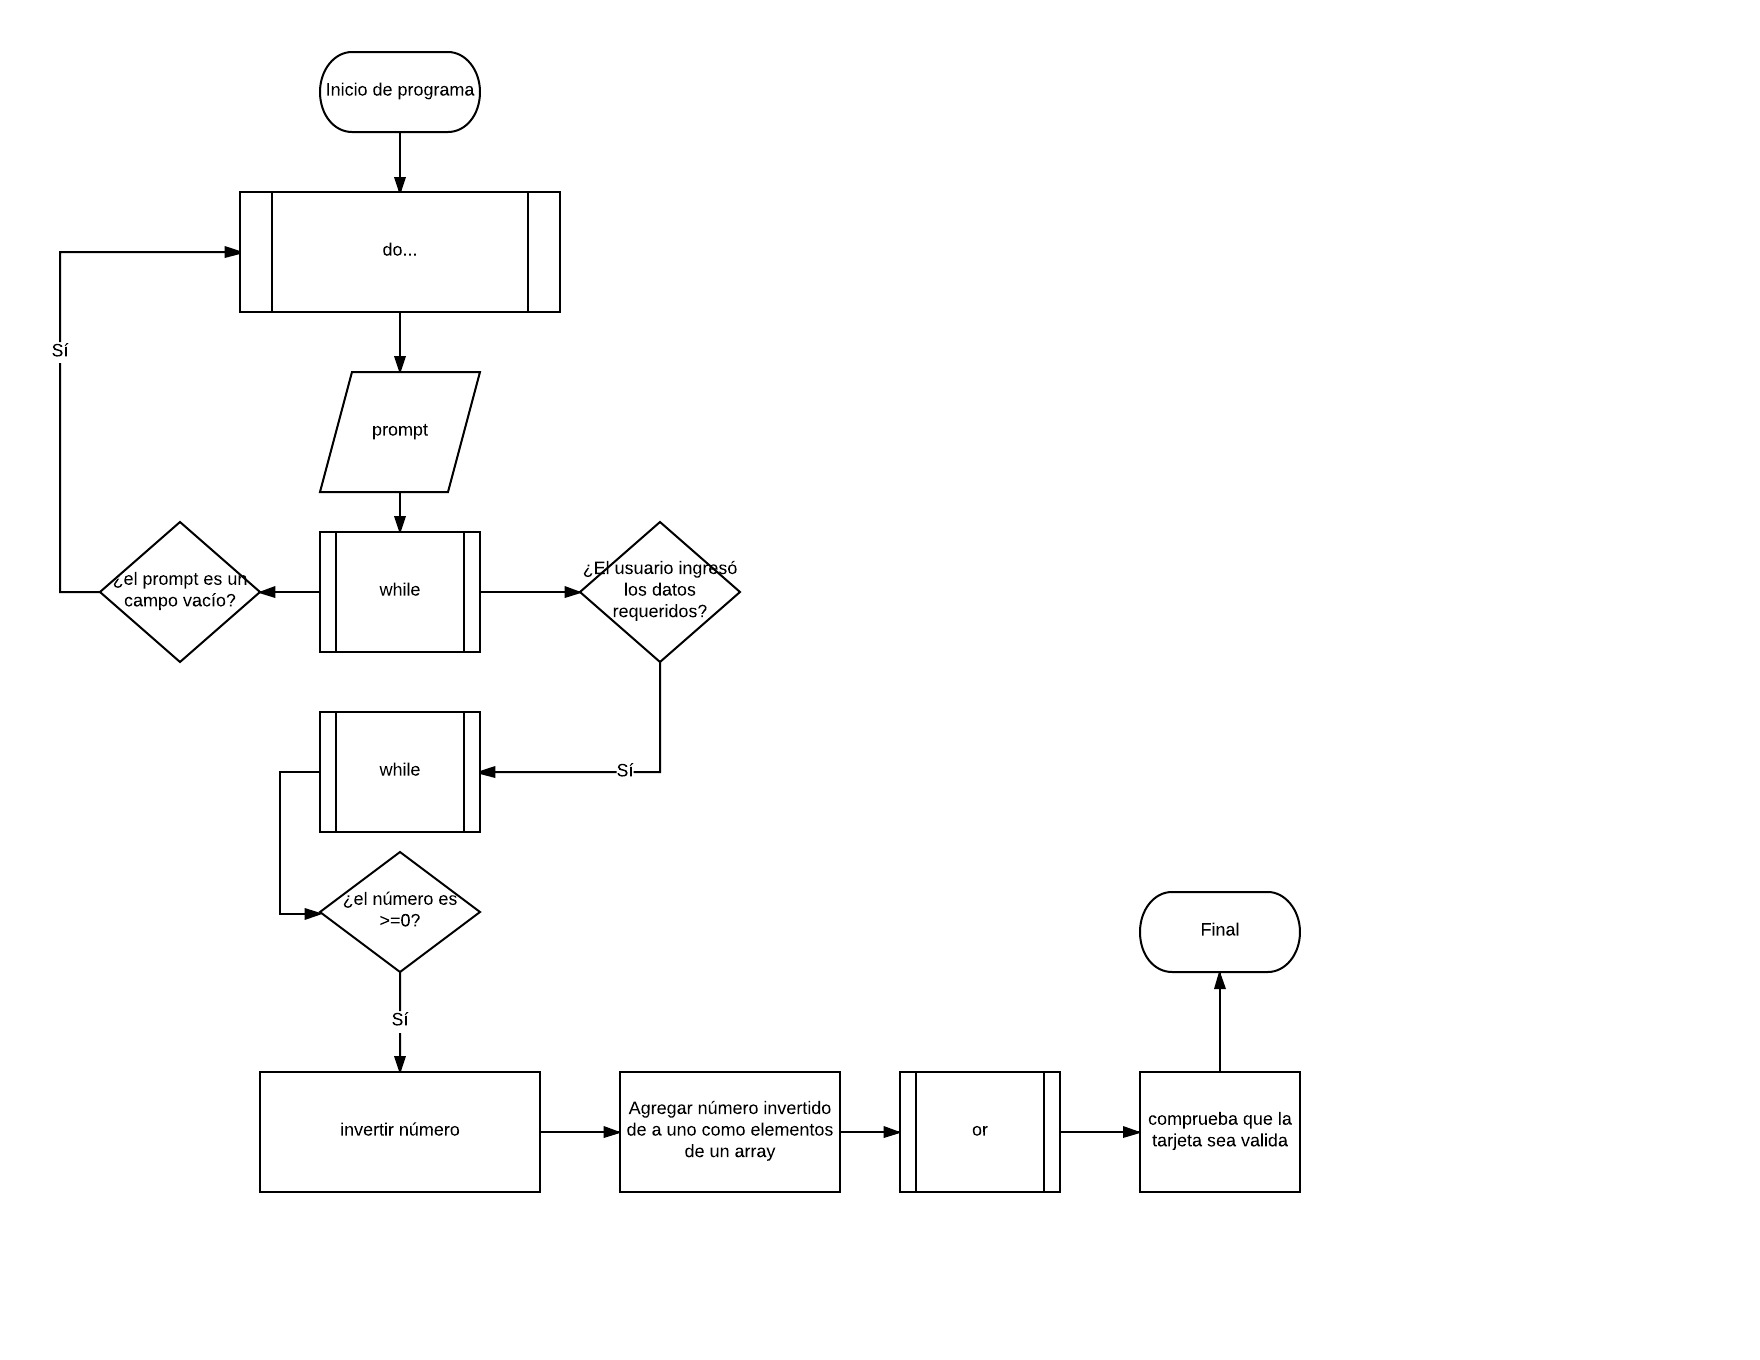 Inicio de programa
do...
Sí
prompt
¿el prompt es un
campo vacío?
while
¿El usuario ingresó
los datos
requeridos?
while
Sí
¿el número es
>=0?
Final
Sí
invertir número
Agregar número invertido
de a uno como elementos
de un array
or
comprueba que la
tarjeta sea valida